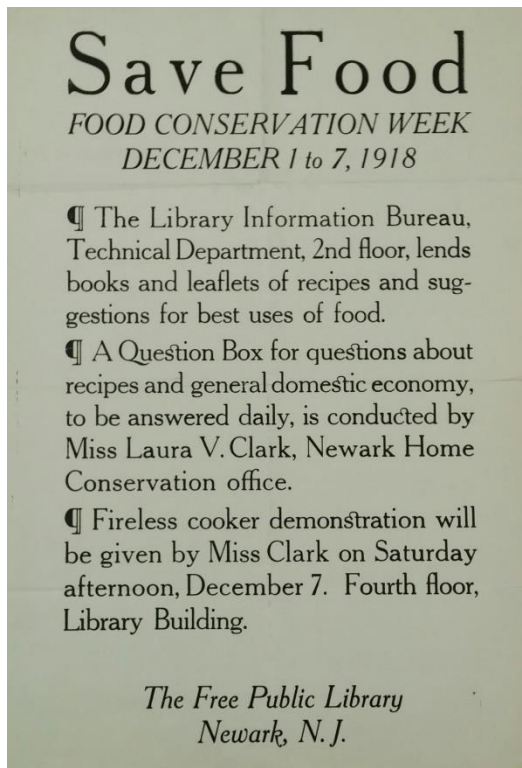 Save Food
FOOD CONSERVATION WEEK
DECEMBER 1 to 7, 1918
¶ The Library Information Bureau,
Technical Department, 2nd floor, lends
books and leaflets of recipes and sug-
gestions for best uses of food.
¶ A Question Box for questions about
recipes and general domestic economy,
to be answered daily, is conducted by
Miss Laura V. Clark, Newark Home
Conservation office.
¶ Fireless cooker demonstration will
be given by Miss Clark on Saturday
afternoon, December 7. Fourth floor,
Library Building.
The Free Public Library
Newark, N. J.